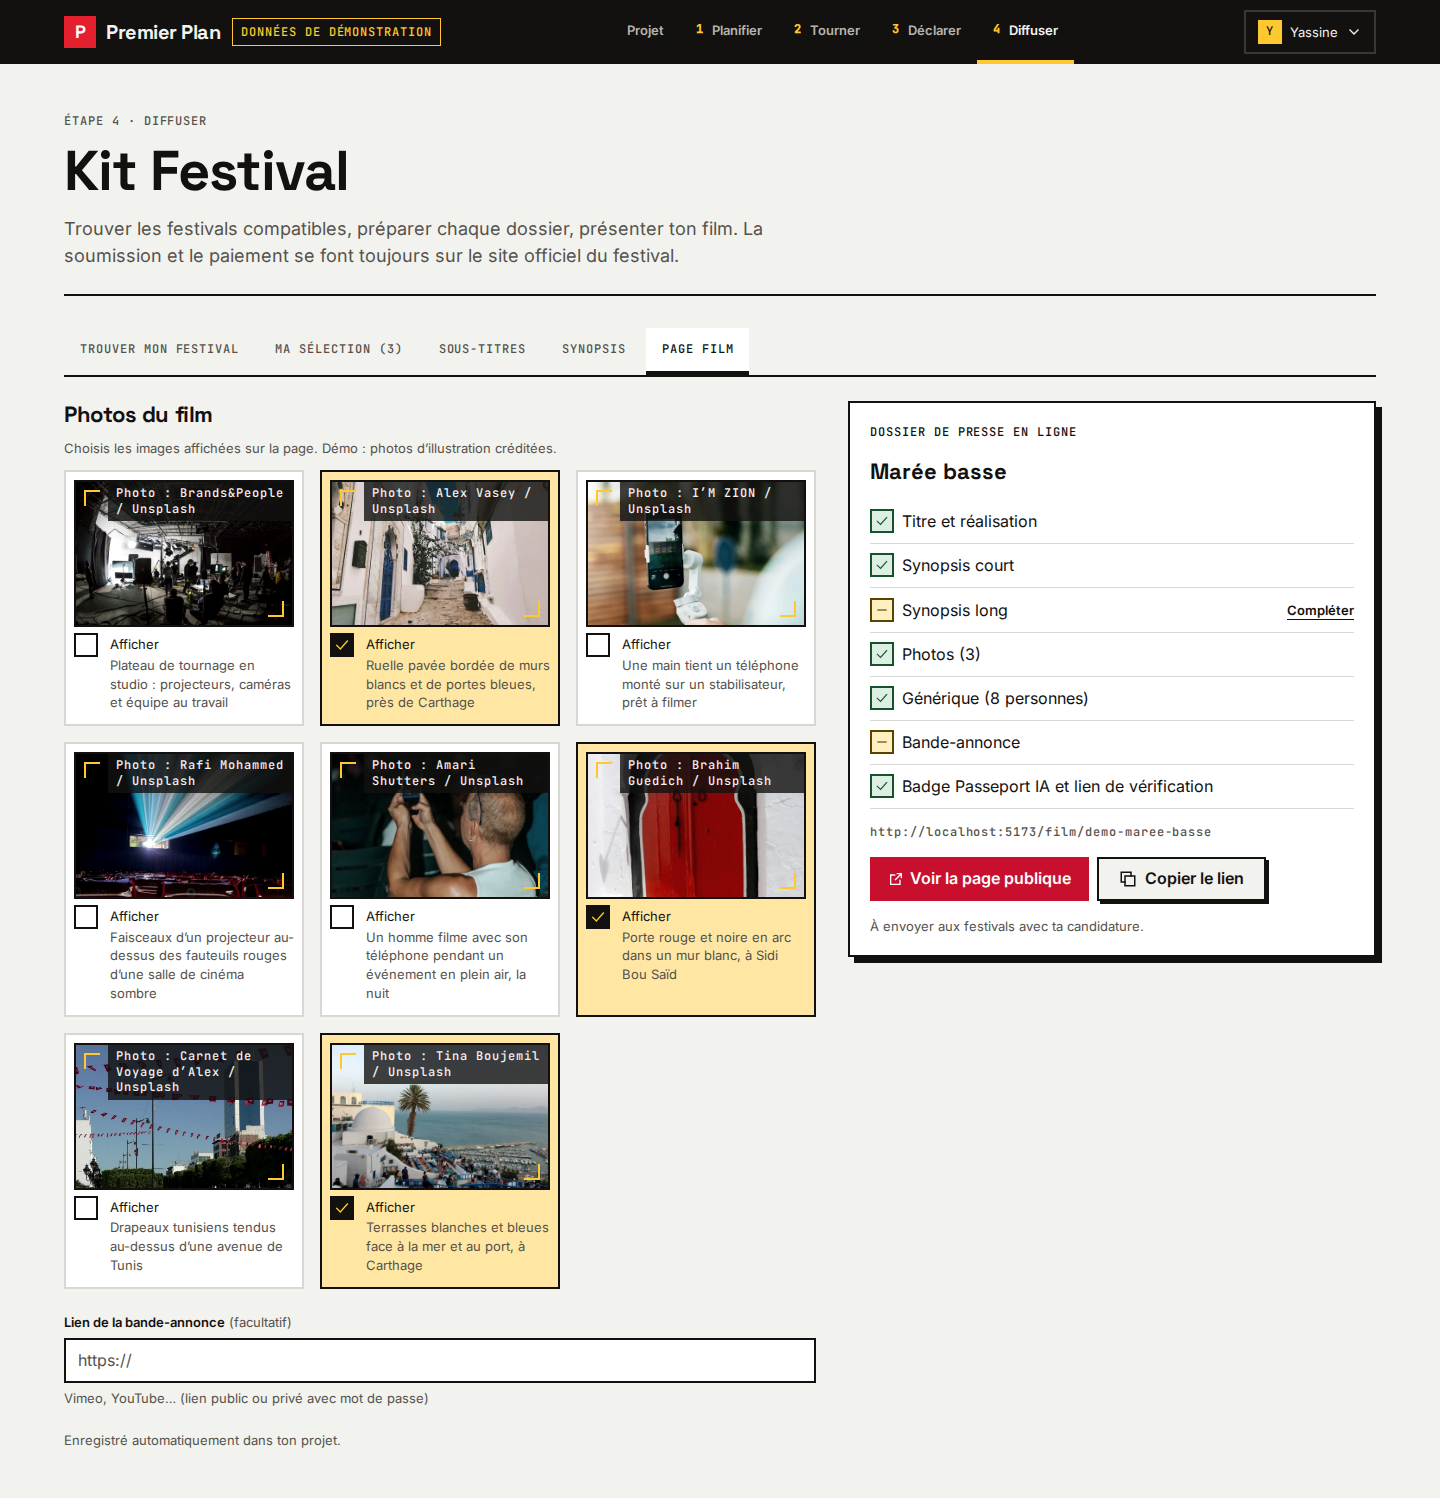 P Premier Plan DONNÉES DE DÉMONSTRATION Projet 1 Planifier 2 Tourner 3 Déclarer 4 Diffuser Y Yassine
ÉTAPE 4 · DIFFUSER
Kit Festival
Trouver les festivals compatibles, préparer chaque dossier, présenter ton film. La
soumission et le paiement se font toujours sur le site officiel du festival.
TROUVER MON FESTIVAL MA SÉLECTION (3) SOUS-TITRES SYNOPSIS PAGE FILM
Photos du film
Choisis les images affichées sur la page. Démo : photos d’illustration créditées.
Photo : Brands&People
/ Unsplash
Afficher
Plateau de tournage en
studio : projecteurs, caméras
et équipe au travail
Photo : Alex Vasey /
Unsplash
Afficher
Ruelle pavée bordée de murs
blancs et de portes bleues,
près de Carthage
Photo : I’M ZION /
Unsplash
Afficher
Une main tient un téléphone
monté sur un stabilisateur,
prêt à filmer
Photo : Rafi Mohammed
/ Unsplash
Afficher
Faisceaux d’un projecteur au-
dessus des fauteuils rouges
d’une salle de cinéma
sombre
Photo : Amari
Shutters / Unsplash
Afficher
Un homme filme avec son
téléphone pendant un
événement en plein air, la
nuit
Photo : Brahim
Guedich / Unsplash
Afficher
Porte rouge et noire en arc
dans un mur blanc, à Sidi
Bou Saïd
Photo : Carnet de
Voyage d’Alex /
Unsplash
Afficher
Drapeaux tunisiens tendus
au-dessus d’une avenue de
Tunis
Photo : Tina Boujemil
/ Unsplash
Afficher
Terrasses blanches et bleues
face à la mer et au port, à
Carthage
Lien de la bande-annonce (facultatif)
https://
Vimeo, YouTube… (lien public ou privé avec mot de passe)
Enregistré automatiquement dans ton projet.
DOSSIER DE PRESSE EN LIGNE
Marée basse
Titre et réalisation
Synopsis court
Synopsis long Compléter
Photos (3)
Générique (8 personnes)
Bande-annonce
Badge Passeport IA et lien de vérification
http://localhost:5173/film/demo-maree-basse
Voir la page publique Copier le lien
À envoyer aux festivals avec ta candidature.